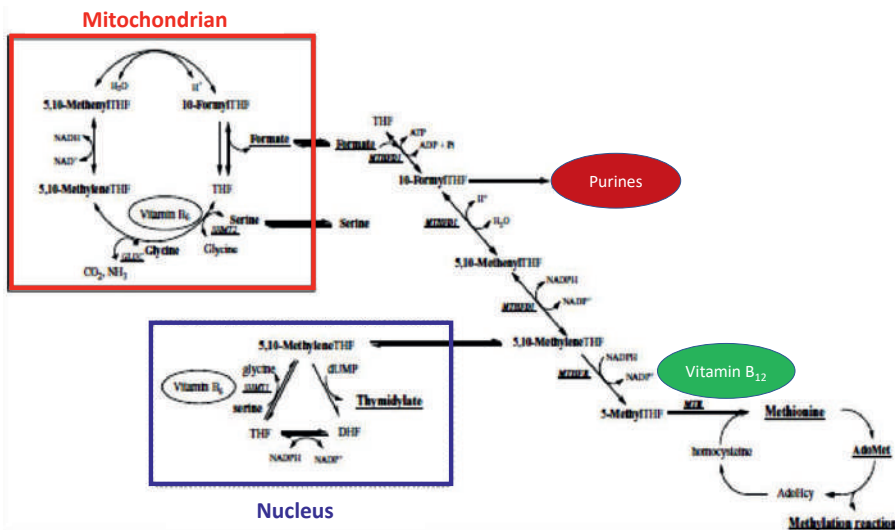 Mitochondrian
H₂O
H⁺
5,10-MethenylTHF
10-FormylTHF
NADH
NAD⁺
Formate
5,10-MethyleneTHF
THF
Vitamin B₆
Serine
SHMT2
Glycine
GLDC
Glycine
CO₂, NH₃
THF
ATP
Formate
ADP + Pi
MTHFD1
10-FormylTHF
Purines
H⁺
MTHFD1
H₂O
Serine
5,10-MethenylTHF
NADPH
MTHFD1
NADP⁺
5,10-MethyleneTHF
NADPH
MTHFR
NADP⁺
Vitamin B₁₂
5-MethylTHF
MTR
Methionine
homocysteine
AdoMet
AdoHcy
Methylation reaction
5,10-MethyleneTHF
glycine
dUMP
Vitamin B₆
SHMT1
serine
Thymidylate
THF
DHF
NADPH
NADP⁺
Nucleus